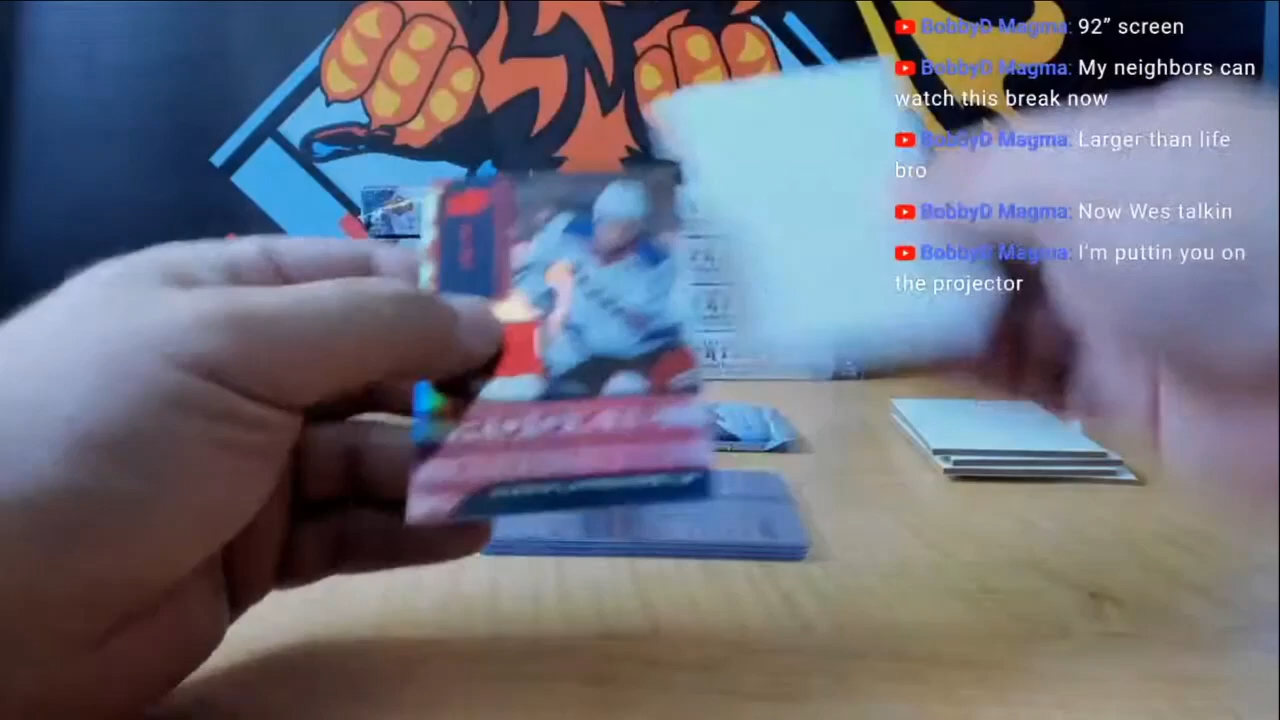 BobbyD Magma: 92” screen
BobbyD Magma: My neighbors can
watch this break now
BobbyD Magma: Larger than life
bro
BobbyD Magma: Now Wes talkin
BobbyD Magma: I'm puttin you on
the projector